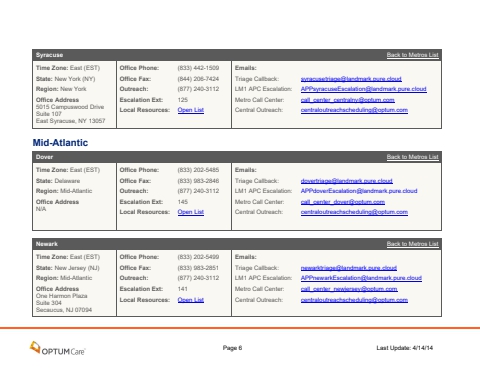 Syracuse Back to Metros List
Time Zone: East (EST) Office Phone: (833) 442-1509 Emails:
State: New York (NY) Office Fax: (844) 206-7424 Triage Callback: syracusetriage@landmark.pure.cloud
Region: New York Outreach: (877) 240-3112 LM1 APC Escalation: APPsyracuseEscalation@landmark.pure.cloud
Office Address Escalation Ext: 125 Metro Call Center: call_center_centralny@optum.com
5015 Campuswood Drive Local Resources: Open List Central Outreach: centraloutreachscheduling@optum.com
Suite 107
East Syracuse, NY 13057
Mid-Atlantic
Dover Back to Metros List
Time Zone: East (EST) Office Phone: (833) 202-5485 Emails:
State: Delaware Office Fax: (833) 983-2846 Triage Callback: dovertriage@landmark.pure.cloud
Region: Mid-Atlantic Outreach: (877) 240-3112 LM1 APC Escalation: APPdoverEscalation@landmark.pure.cloud
Office Address Escalation Ext: 145 Metro Call Center: call_center_dover@optum.com
N/A Local Resources: Open List Central Outreach: centraloutreachscheduling@optum.com
Newark Back to Metros List
Time Zone: East (EST) Office Phone: (833) 202-5499 Emails:
State: New Jersey (NJ) Office Fax: (833) 983-2851 Triage Callback: newarktriage@landmark.pure.cloud
Region: Mid-Atlantic Outreach: (877) 240-3112 LM1 APC Escalation: APPnewarkEscalation@landmark.pure.cloud
Office Address Escalation Ext: 141 Metro Call Center: call_center_newjersey@optum.com
One Harmon Plaza Local Resources: Open List Central Outreach: centraloutreachscheduling@optum.com
Suite 304
Secaucus, NJ 07094
OPTUMCare Page 6 Last Update: 4/14/14